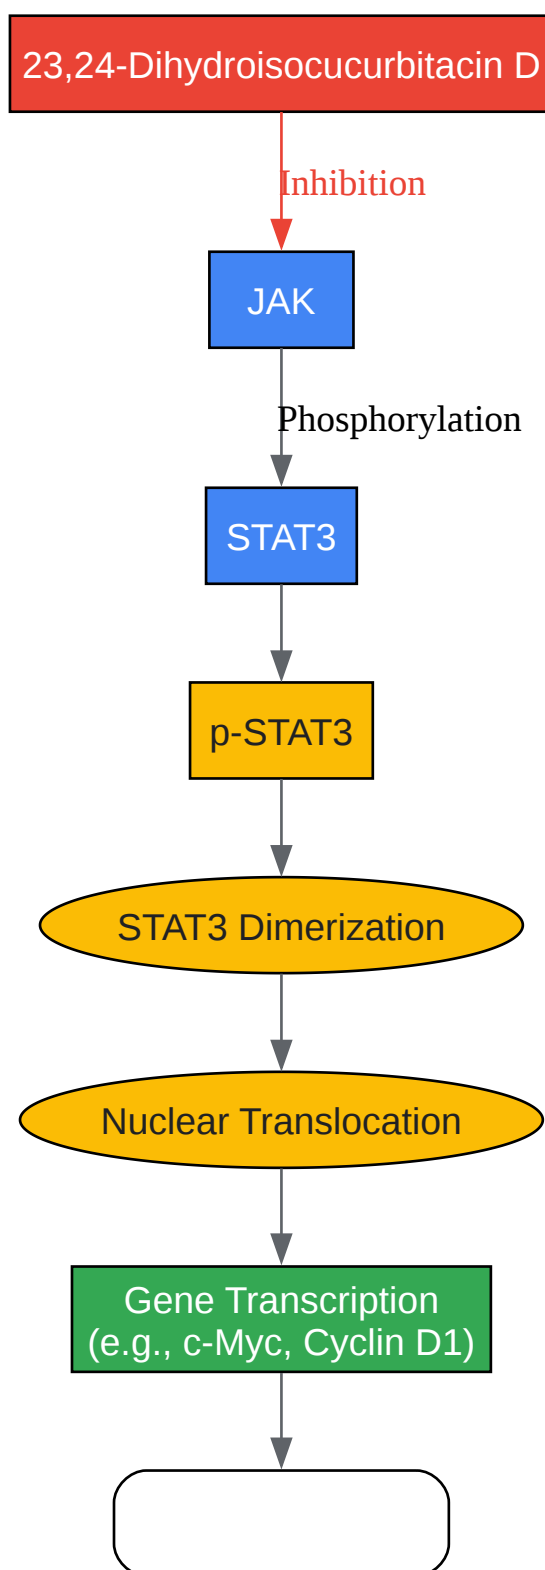 23,24-Dihydroisocucurbitacin D
Inhibition
JAK
Phosphorylation
STAT3
p-STAT3
STAT3 Dimerization
Nuclear Translocation
Gene Transcription
(e.g., c-Myc, Cyclin D1)